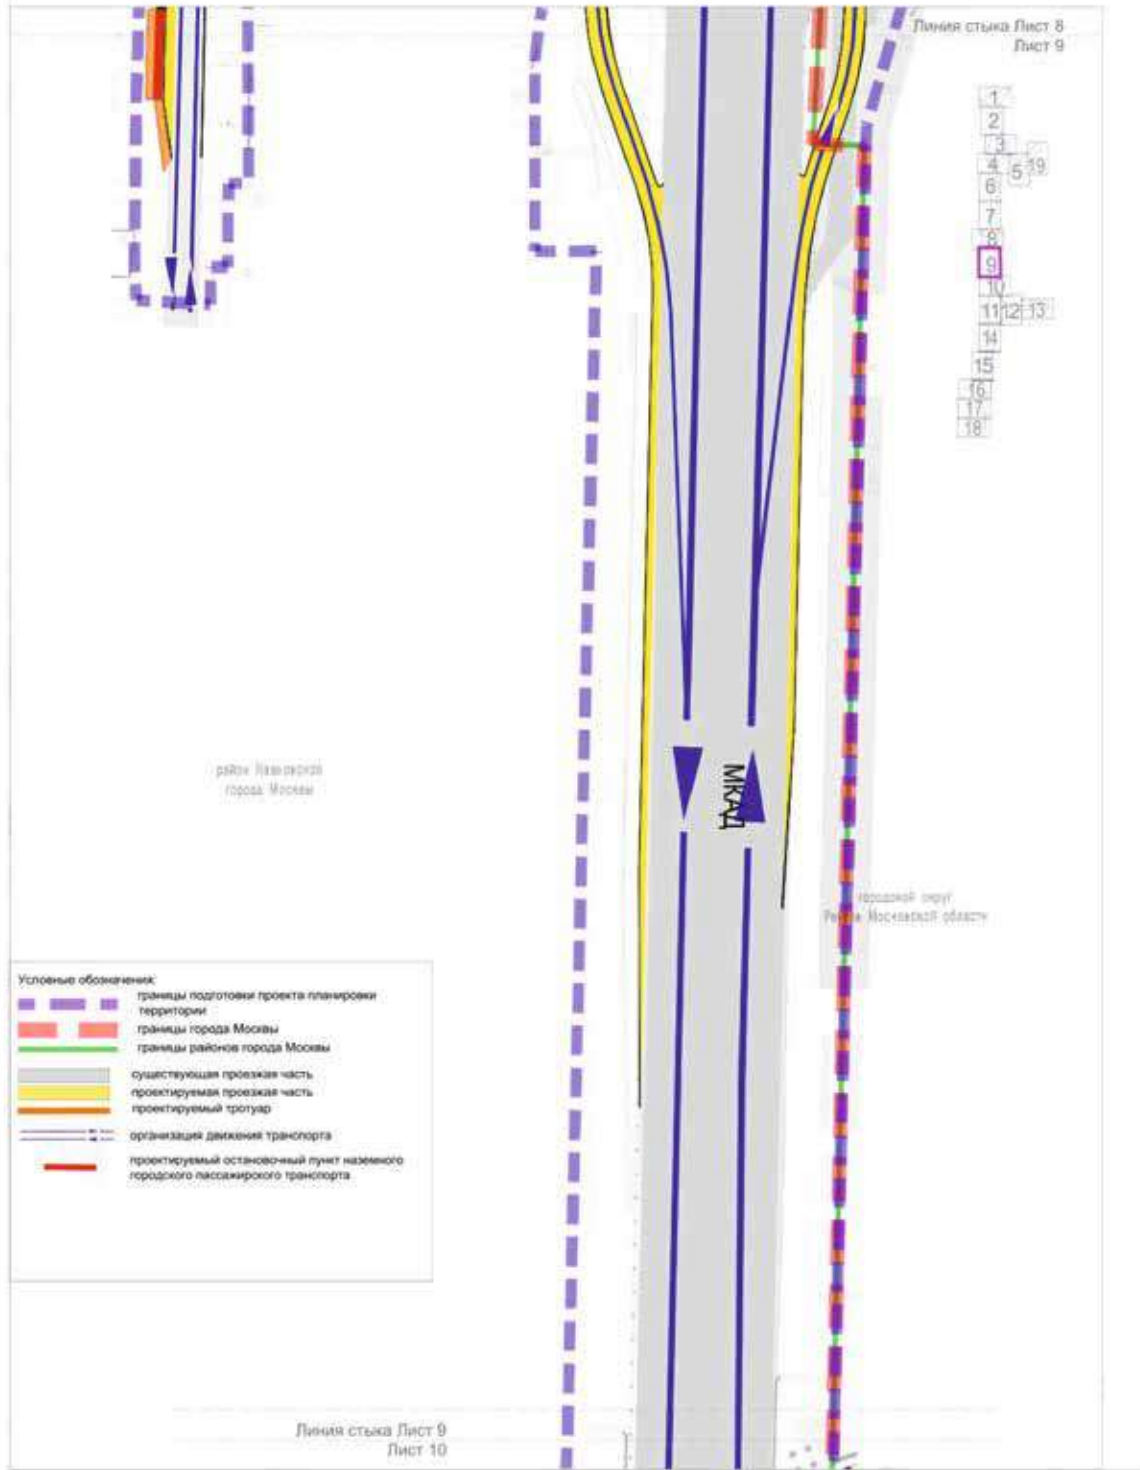 Линия стыка Лист 8
Лист 9
1
2
3
4 5 19
6
7
8
9
10
11 12 13
14
15
16
17
18
МКАД
район
города Москвы
городской округ
Московской области
Условные обозначения:
границы подготовки проекта планировки
территории
границы города Москвы
границы районов города Москвы
существующая проезжая часть
проектируемая проезжая часть
проектируемый тротуар
организация движения транспорта
проектируемый остановочный пункт наземного
городского пассажирского транспорта
Линия стыка Лист 9
Лист 10